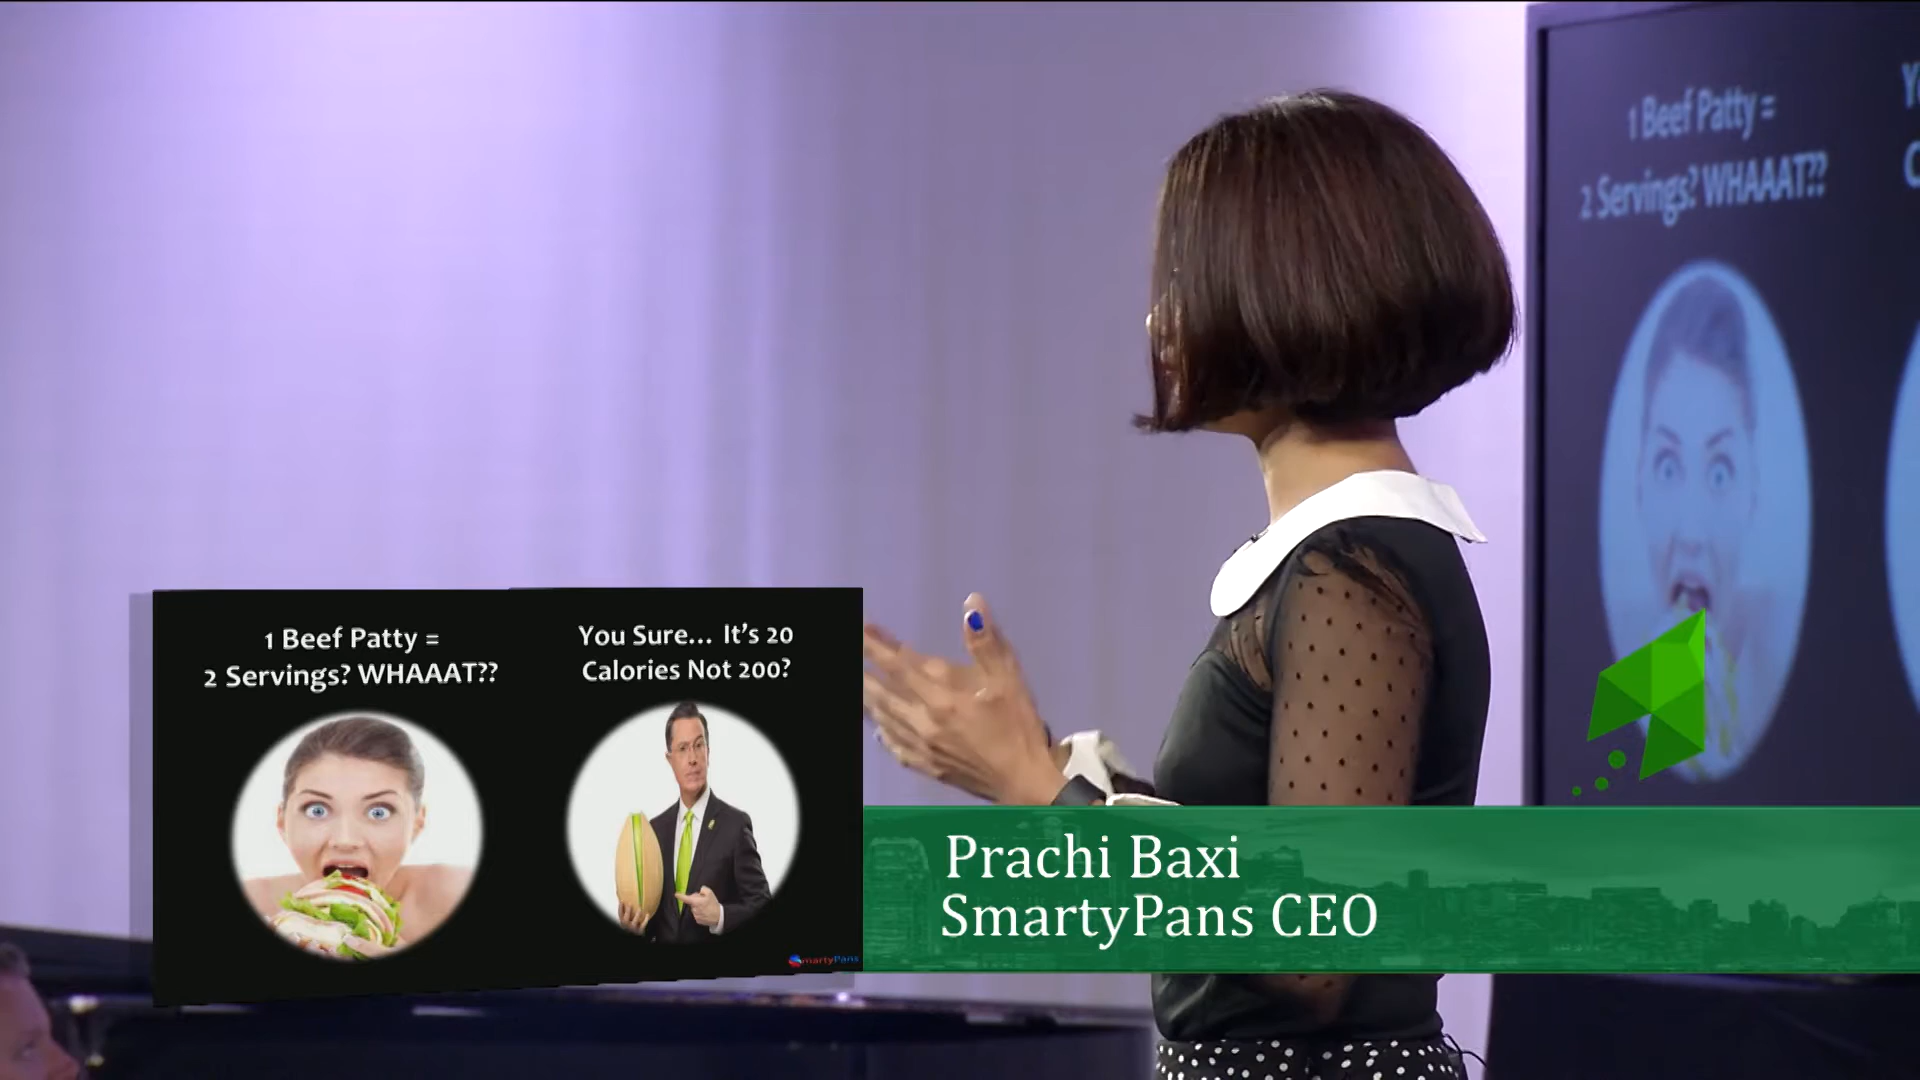 1 Beef Patty =
2 Servings? WHAAAT??
1 Beef Patty =
2 Servings? WHAAAT??
You Sure... It's 20
Calories Not 200?
SmartyPans
Prachi Baxi
SmartyPans CEO